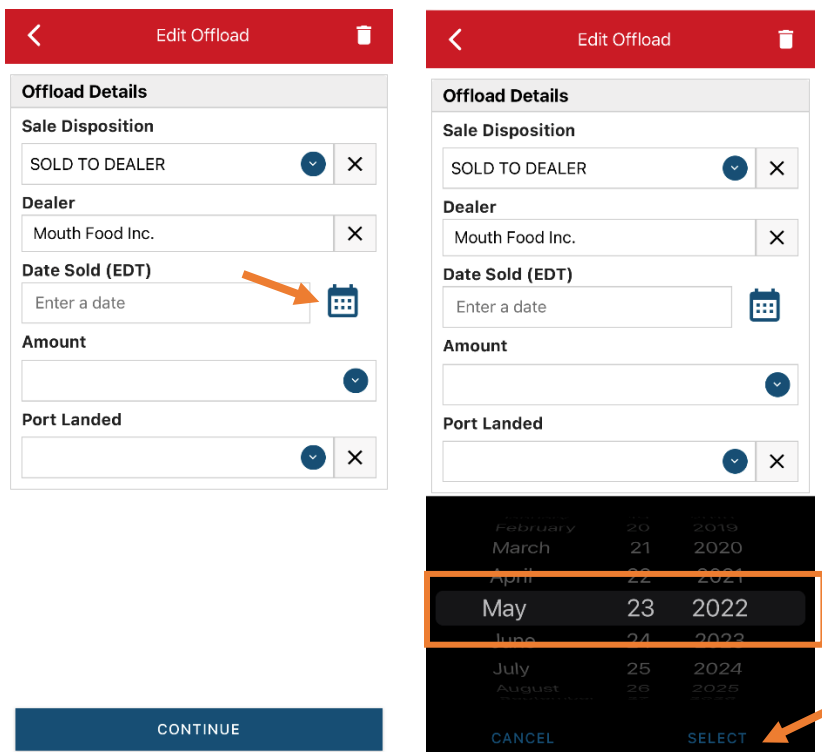 Edit Offload
Offload Details
Sale Disposition
SOLD TO DEALER
Dealer
Mouth Food Inc.
Date Sold (EDT)
Enter a date
Amount
Port Landed
CONTINUE
Edit Offload
Offload Details
Sale Disposition
SOLD TO DEALER
Dealer
Mouth Food Inc.
Date Sold (EDT)
Enter a date
Amount
Port Landed
February 20 2019
March 21 2020
April 22 2021
May 23 2022
June 24 2023
July 25 2024
August 26 2025
CANCEL SELECT